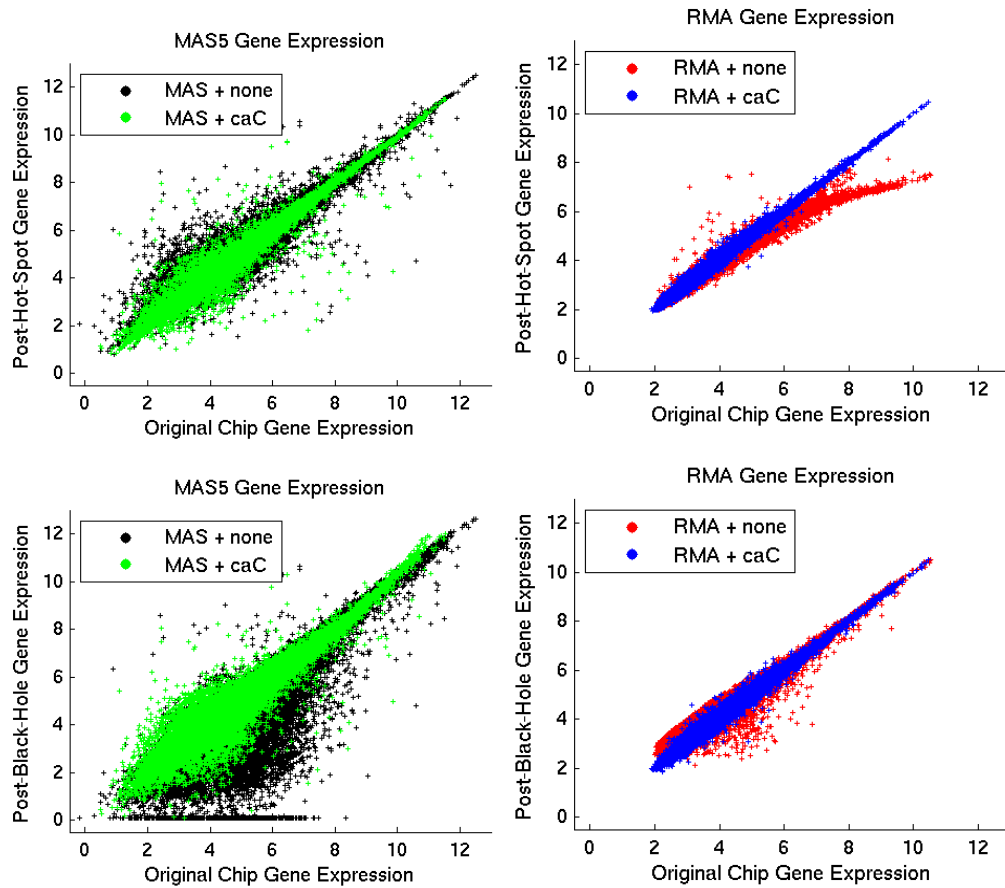 MAS5 Gene Expression
MAS + none
MAS + caC
Post-Hot-Spot Gene Expression
12
10
8
6
4
2
0
0 2 4 6 8 10 12
Original Chip Gene Expression
RMA Gene Expression
RMA + none
RMA + caC
Post-Hot-Spot Gene Expression
12
10
8
6
4
2
0
0 2 4 6 8 10 12
Original Chip Gene Expression
MAS5 Gene Expression
MAS + none
MAS + caC
Post-Black-Hole Gene Expression
12
10
8
6
4
2
0
0 2 4 6 8 10 12
Original Chip Gene Expression
RMA Gene Expression
RMA + none
RMA + caC
Post-Black-Hole Gene Expression
12
10
8
6
4
2
0
0 2 4 6 8 10 12
Original Chip Gene Expression